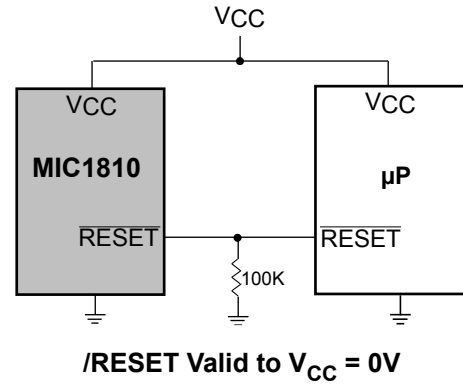 VCC
VCC
VCC
MIC1810
µP
RESET
RESET
100K
/RESET Valid to VCC = 0V